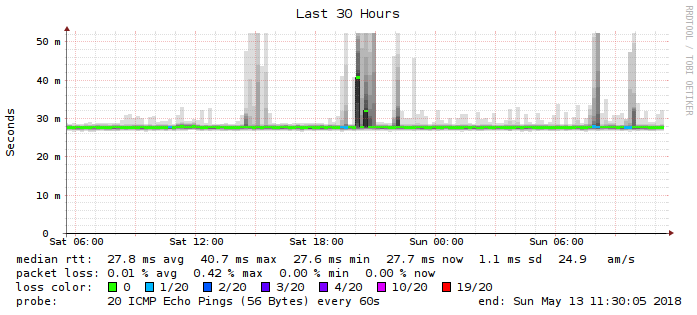 Last 30 Hours
RRDTOOL / TOBI OETIKER
Seconds
50 m
40 m
30 m
20 m
10 m
0
Sat 06:00 Sat 12:00 Sat 18:00 Sun 00:00 Sun 06:00
median rtt: 27.8 ms avg 40.7 ms max 27.6 ms min 27.7 ms now 1.1 ms sd 24.9 am/s
packet loss: 0.01 % avg 0.42 % max 0.00 % min 0.00 % now
loss color: 0 1/20 2/20 3/20 4/20 10/20 19/20
probe: 20 ICMP Echo Pings (56 Bytes) every 60s end: Sun May 13 11:30:05 2018